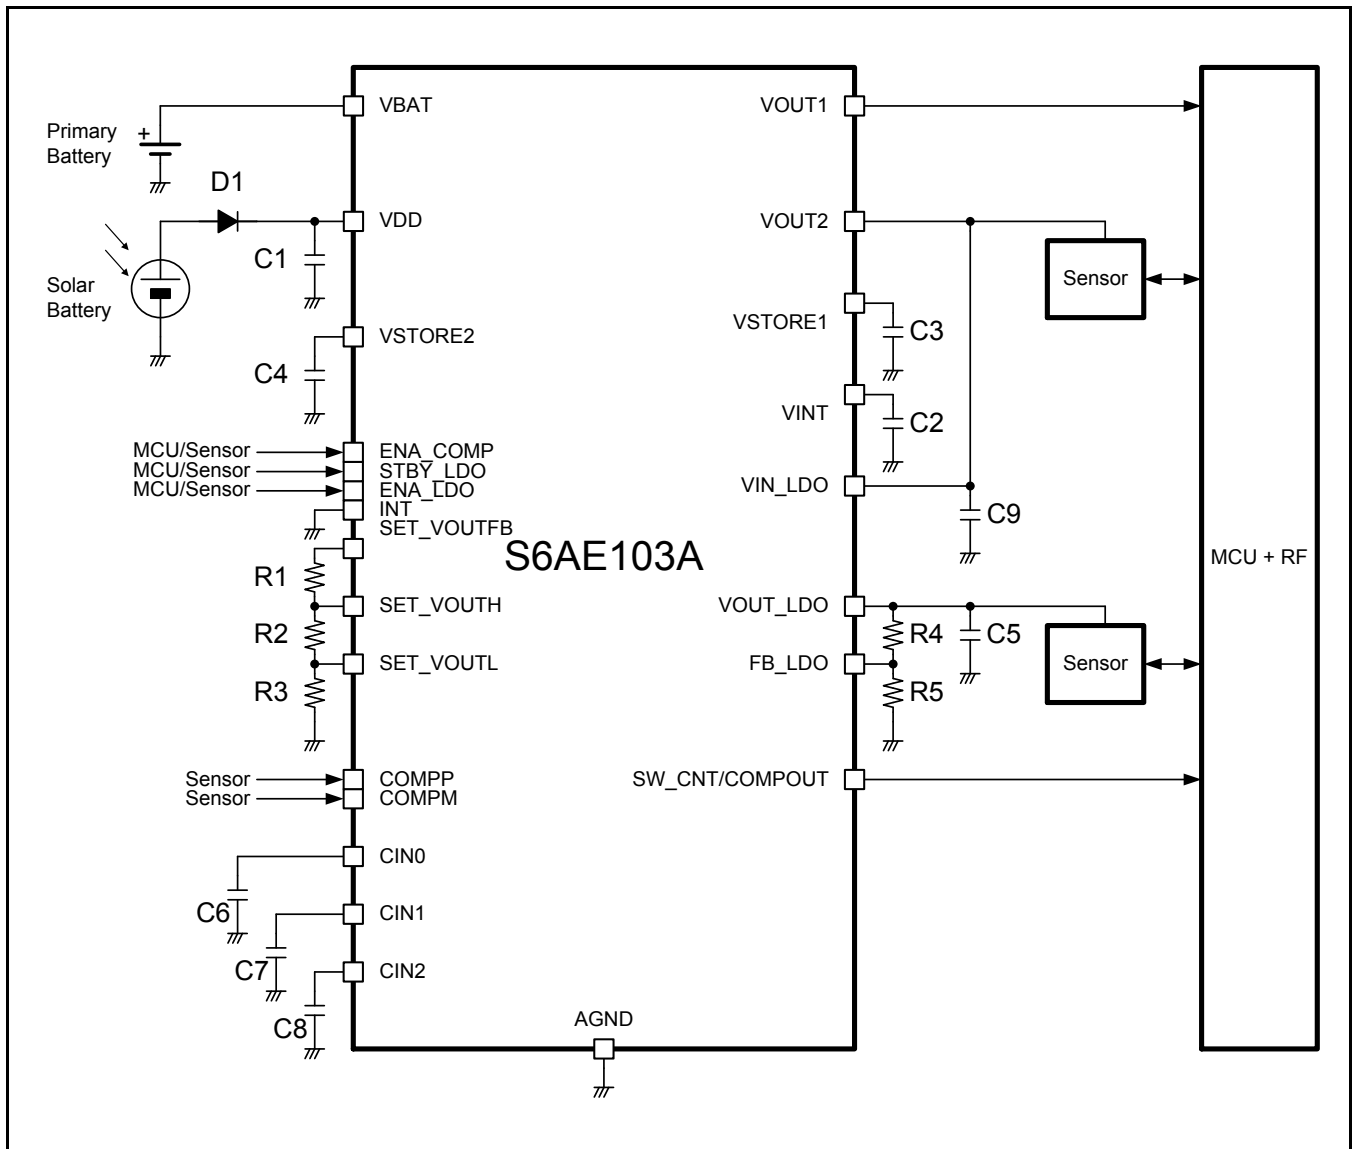 VBAT
VOUT1
Primary
Battery
+
D1
VDD
VOUT2
C1
Sensor
Solar
Battery
VSTORE1
C3
VSTORE2
C4
VINT
C2
MCU/Sensor
ENA_COMP
MCU/Sensor
STBY_LDO
MCU/Sensor
ENA_LDO
VIN_LDO
INT
C9
SET_VOUTFB
S6AE103A
MCU + RF
R1
SET_VOUTH
VOUT_LDO
R2
R4
C5
SET_VOUTL
FB_LDO
Sensor
R3
R5
Sensor
COMPP
SW_CNT/COMPOUT
Sensor
COMPM
CIN0
C6
CIN1
C7
CIN2
C8
AGND